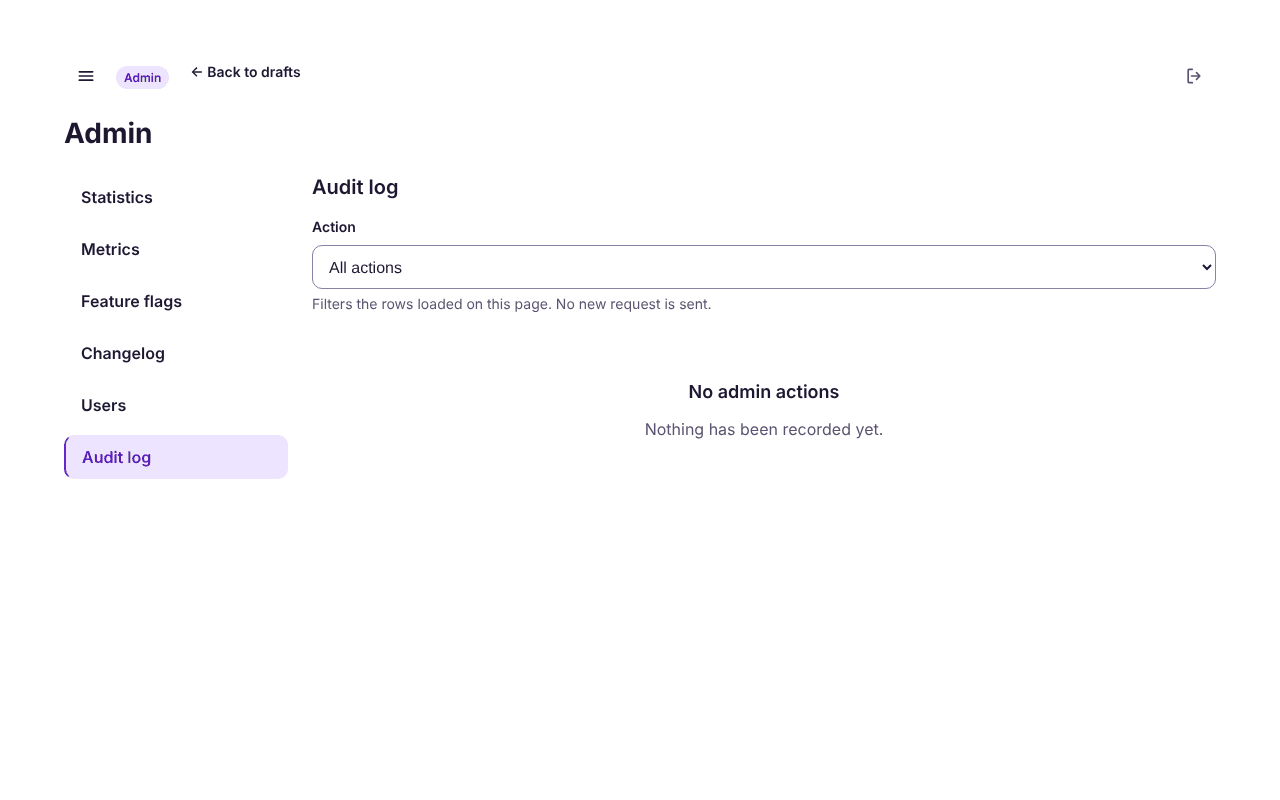 Admin
← Back to drafts
Admin
Statistics
Metrics
Feature flags
Changelog
Users
Audit log
Audit log
Action
All actions
Filters the rows loaded on this page. No new request is sent.
No admin actions
Nothing has been recorded yet.